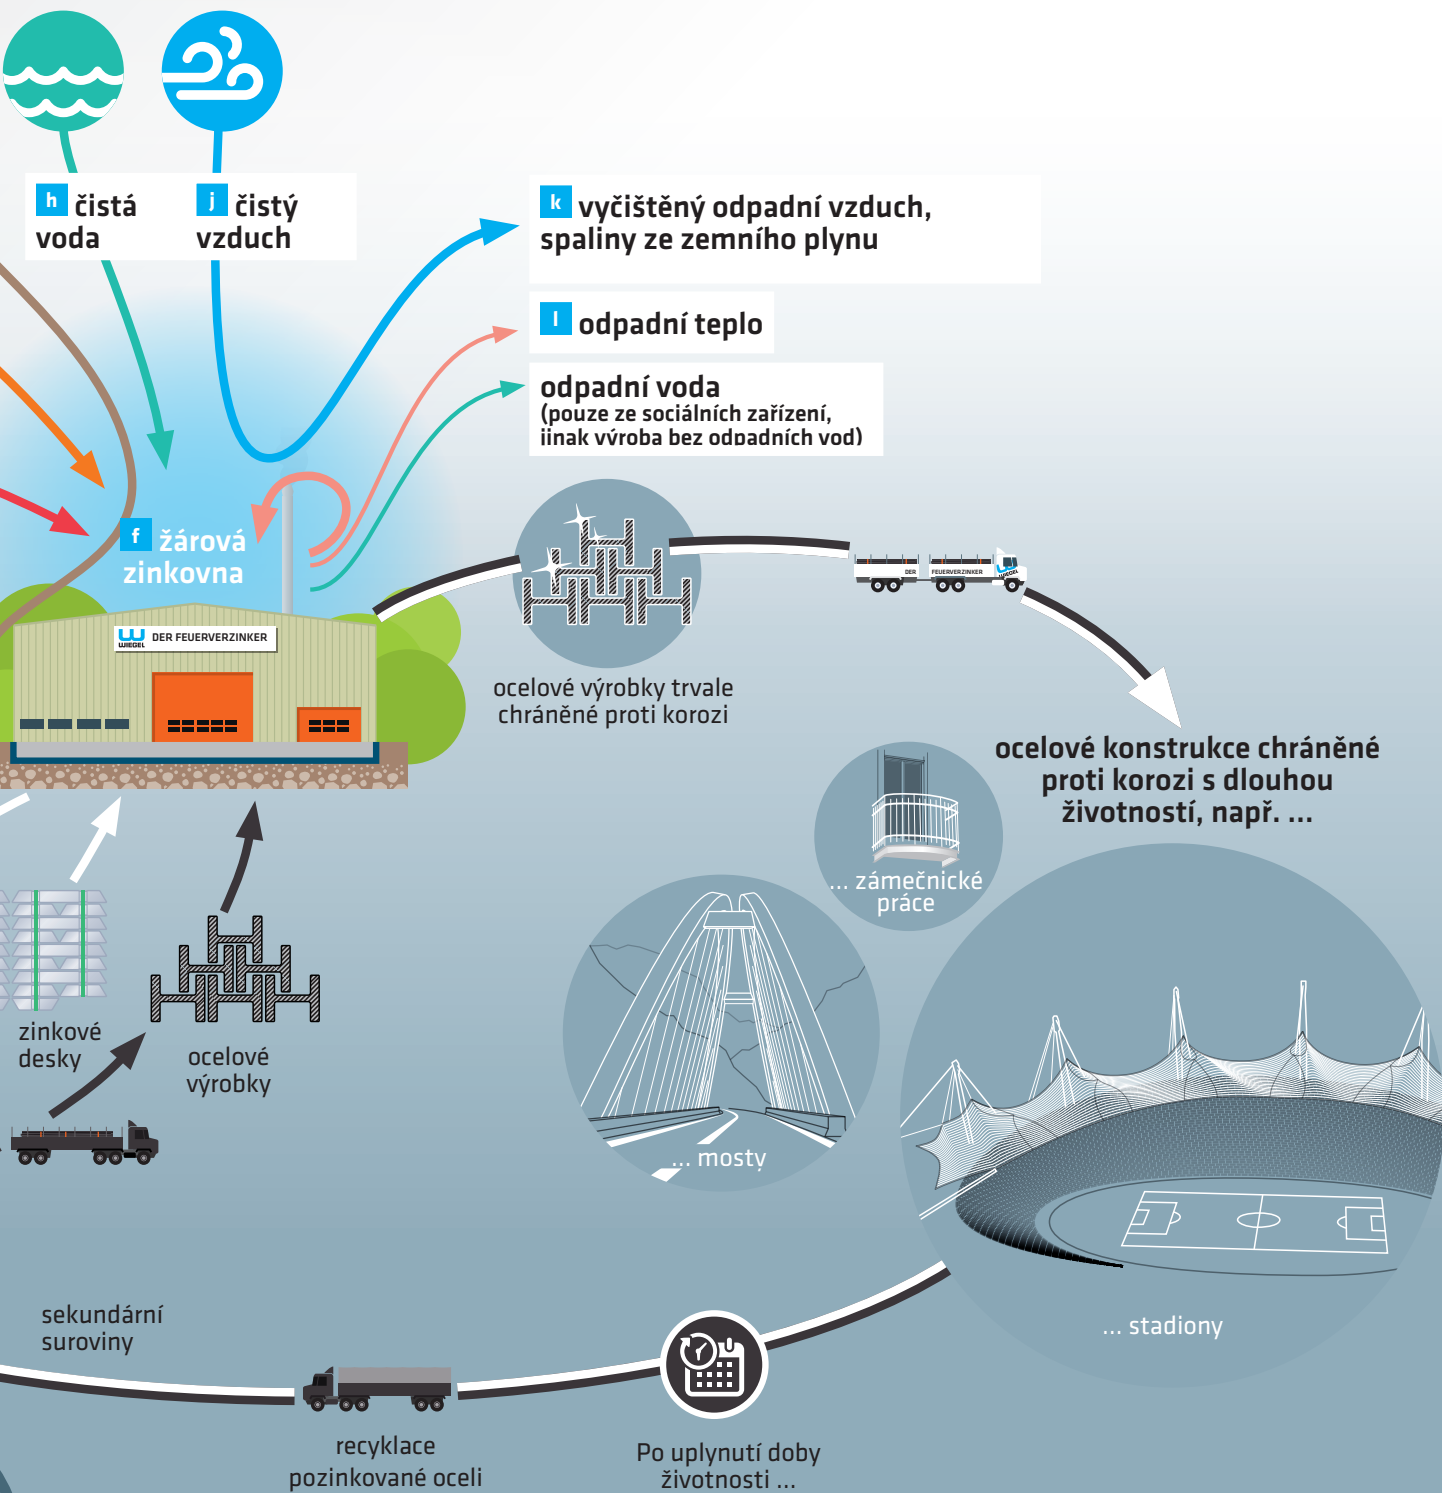 h čistá
voda
j čistý
vzduch
k vyčištěný odpadní vzduch,
spaliny ze zemního plynu
l odpadní teplo
odpadní voda
(pouze ze sociálních zařízení,
jinak výroba bez odpadních vod)
f žárová
zinkovna
WIEGEL DER FEUERVERZINKER
DER FEUERVERZINKER WIEGEL
ocelové výrobky trvale
chráněné proti korozi
ocelové konstrukce chráněné
proti korozi s dlouhou
životností, např. ...
... zámečnické
práce
... mosty
... stadiony
zinkové
desky
ocelové
výrobky
sekundární
suroviny
recyklace
pozinkované oceli
Po uplynutí doby
životnosti ...